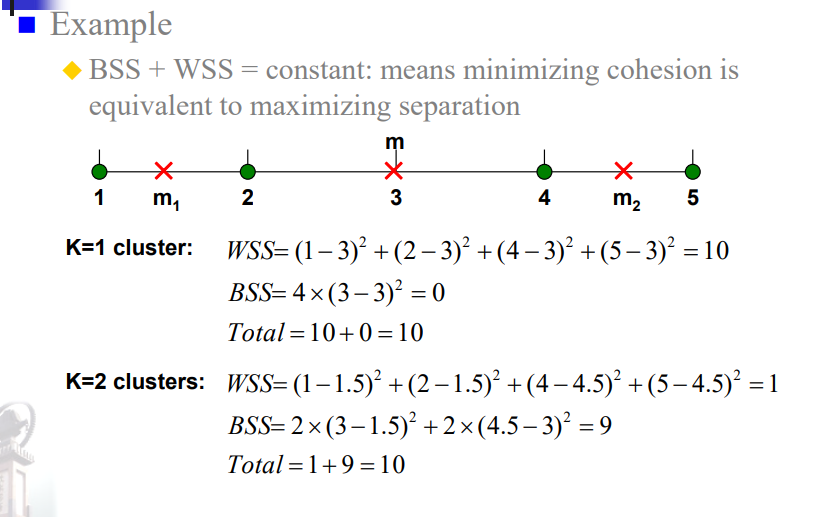 Example
BSS + WSS = constant: means minimizing cohesion is
equivalent to maximizing separation
m
1 m₁ 2 3 4 m₂ 5
K=1 cluster: WSS= (1−3)² + (2−3)² + (4−3)² + (5−3)² = 10
BSS= 4×(3−3)² = 0
Total = 10+0 = 10
K=2 clusters: WSS= (1−1.5)² + (2−1.5)² + (4−4.5)² + (5−4.5)² = 1
BSS= 2×(3−1.5)² + 2×(4.5−3)² = 9
Total = 1+9 = 10